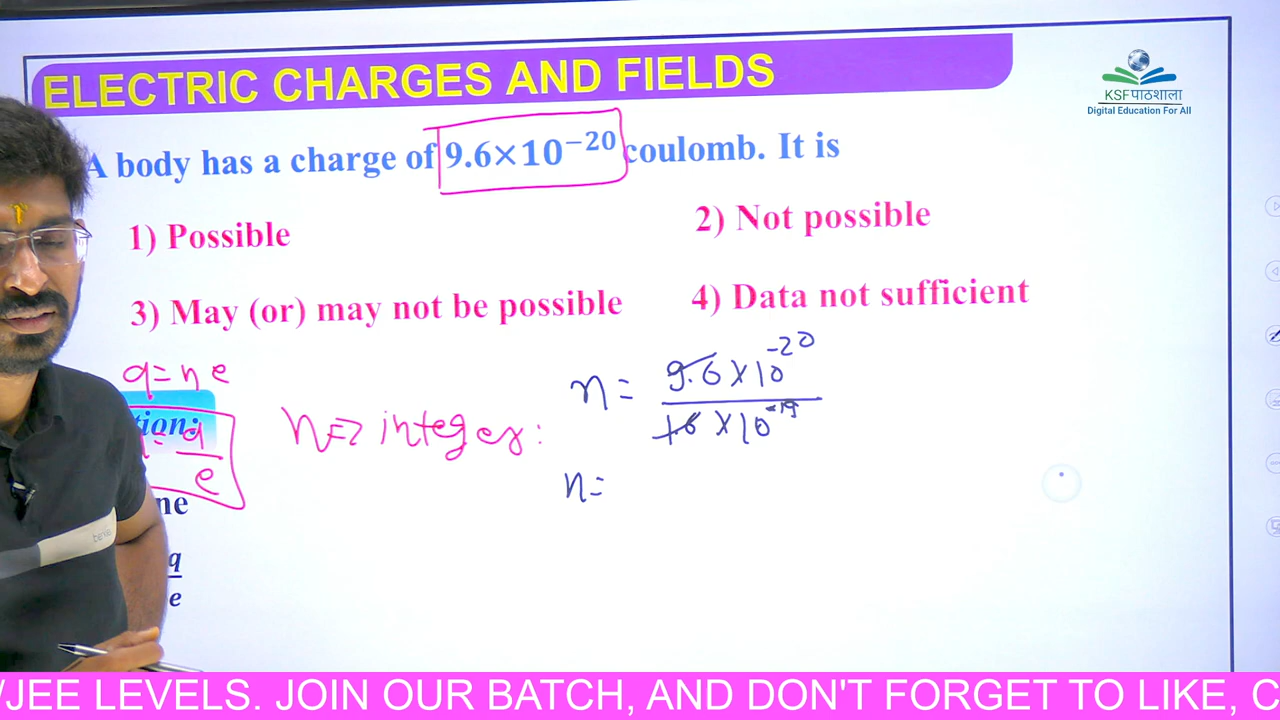 ELECTRIC CHARGES AND FIELDS
KSFपाठशाला
Digital Education For All
A body has a charge of 9.6×10⁻²⁰ coulomb. It is
1) Possible
2) Not possible
3) May (or) may not be possible
4) Data not sufficient
q = n e
tion:
q
e
n => integer:
n = 9.6 × 10⁻²⁰
1.6 × 10⁻¹⁹
n =
ne
q
e
/JEE LEVELS. JOIN OUR BATCH, AND DON'T FORGET TO LIKE, C